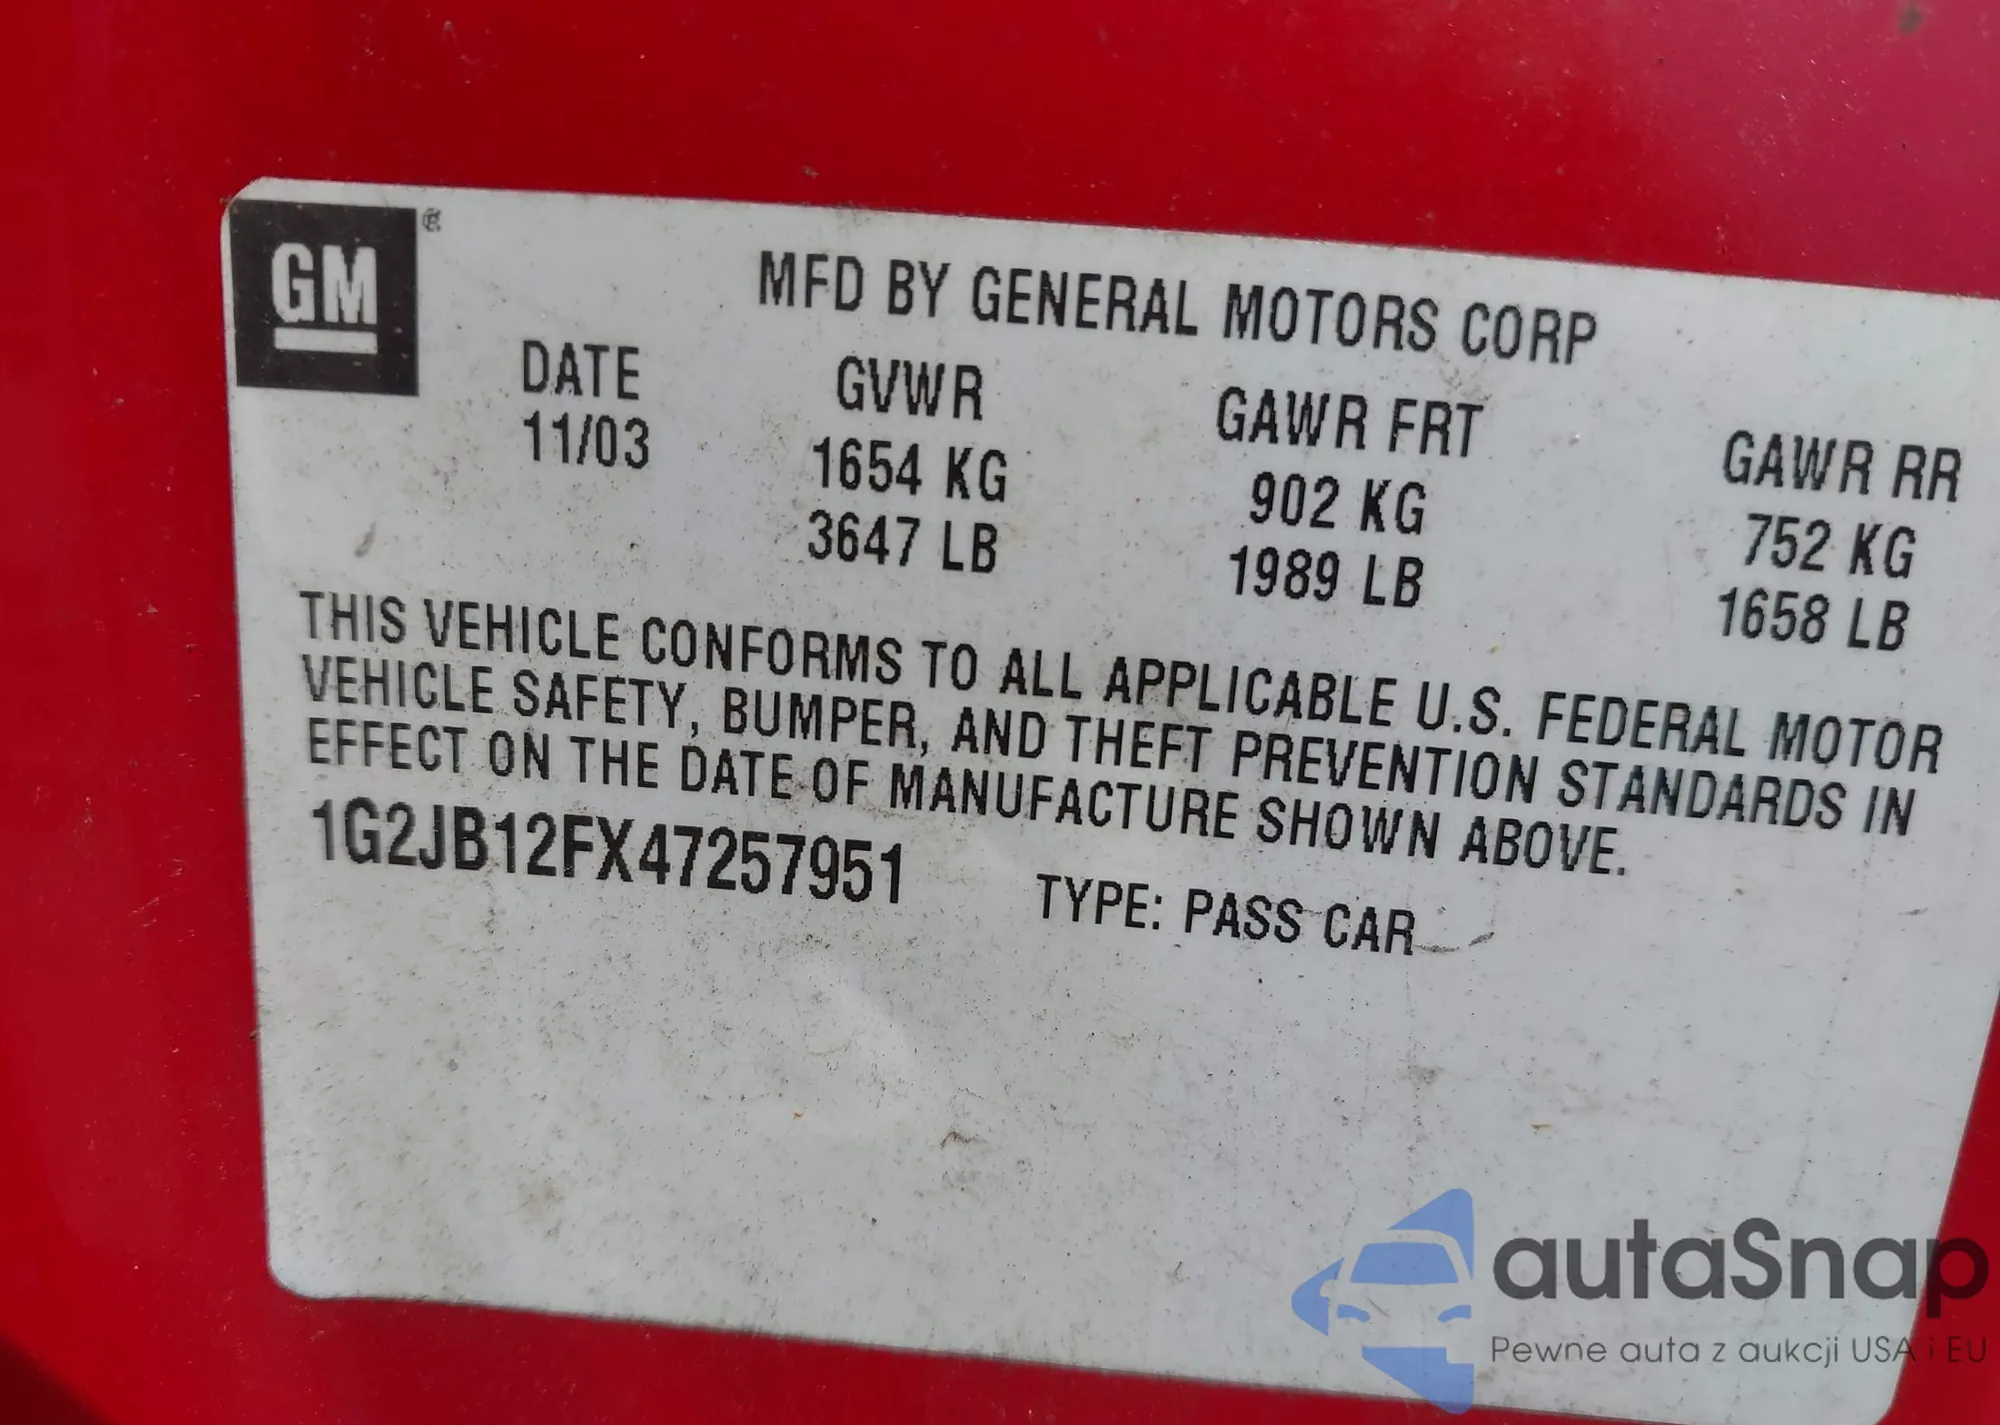 GM ®
MFD BY GENERAL MOTORS CORP
DATE GVWR GAWR FRT GAWR RR
11/03 1654 KG 902 KG 752 KG
3647 LB 1989 LB 1658 LB
THIS VEHICLE CONFORMS TO ALL APPLICABLE U.S. FEDERAL MOTOR
VEHICLE SAFETY, BUMPER, AND THEFT PREVENTION STANDARDS IN
EFFECT ON THE DATE OF MANUFACTURE SHOWN ABOVE.
1G2JB12FX47257951 TYPE: PASS CAR
autaSnap
Pewne auta z aukcji USA i EU